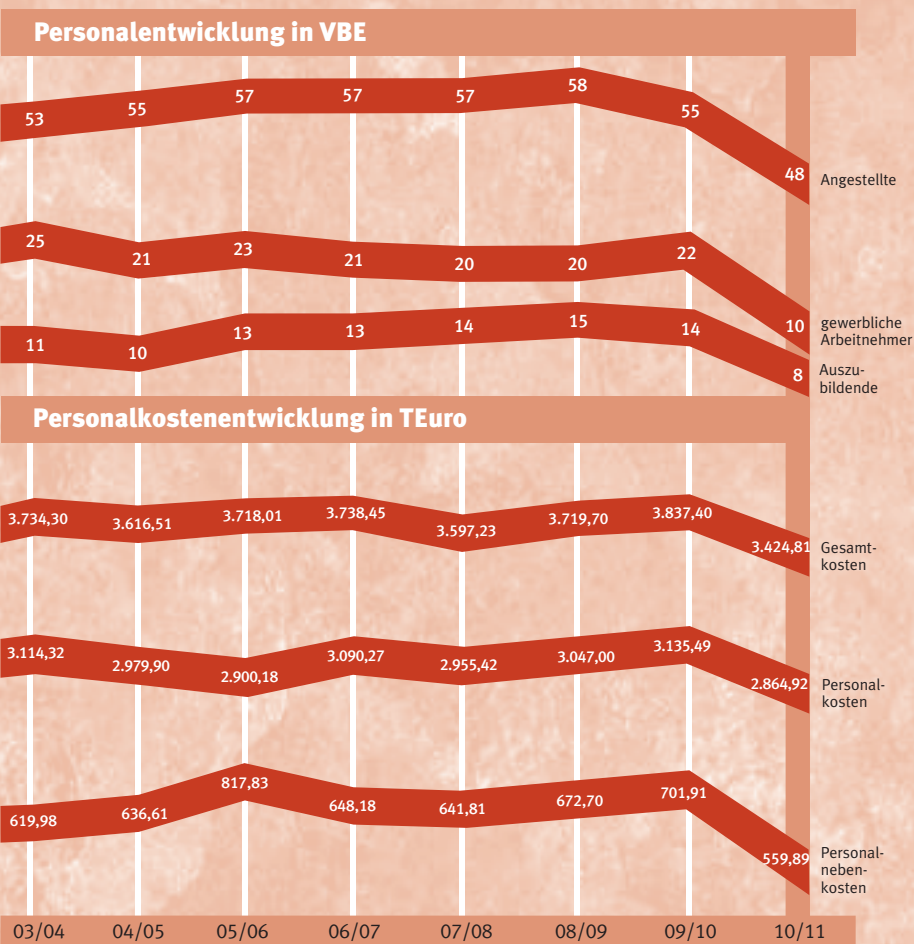 Personalentwicklung in VBE
53 55 57 57 57 58 55 48 Angestellte
25 21 23 21 20 20 22 10 gewerbliche
Arbeitnehmer
11 10 13 13 14 15 14 8 Auszu-
bildende
Personalkostenentwicklung in TEuro
3.734,30 3.616,51 3.718,01 3.738,45 3.597,23 3.719,70 3.837,40 3.424,81 Gesamt-
kosten
3.114,32 2.979,90 2.900,18 3.090,27 2.955,42 3.047,00 3.135,49 2.864,92 Personal-
kosten
619,98 636,61 817,83 648,18 641,81 672,70 701,91 559,89 Personal-
neben-
kosten
03/04 04/05 05/06 06/07 07/08 08/09 09/10 10/11